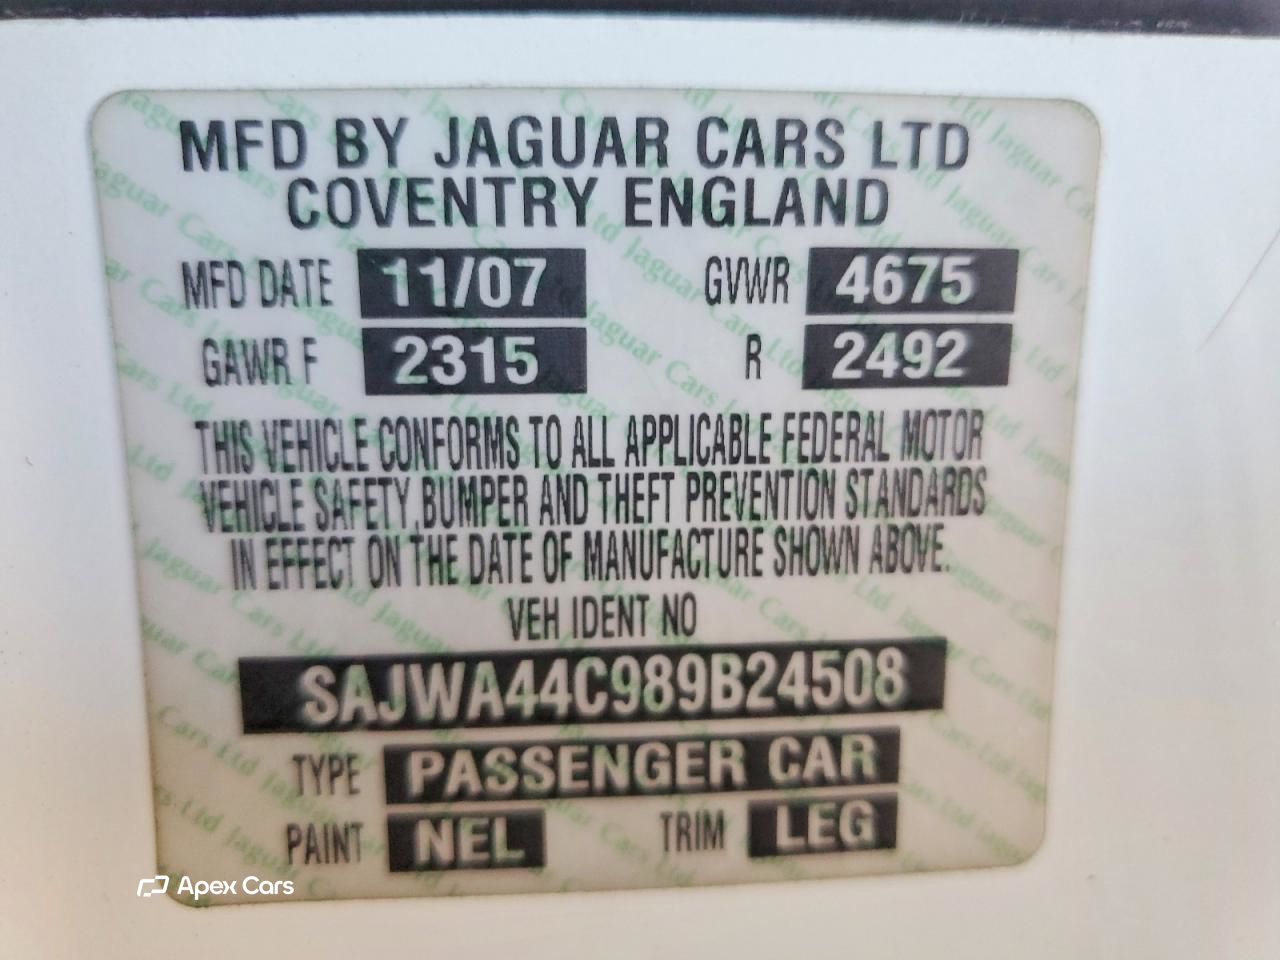 MFD BY JAGUAR CARS LTD
COVENTRY ENGLAND
MFD DATE 11/07 GVWR 4675
GAWR F 2315 R 2492
THIS VEHICLE CONFORMS TO ALL APPLICABLE FEDERAL MOTOR
VEHICLE SAFETY,BUMPER AND THEFT PREVENTION STANDARDS
IN EFFECT ON THE DATE OF MANUFACTURE SHOWN ABOVE.
VEH IDENT NO
SAJWA44C989B24508
TYPE PASSENGER CAR
PAINT NEL TRIM LEG
Apex Cars